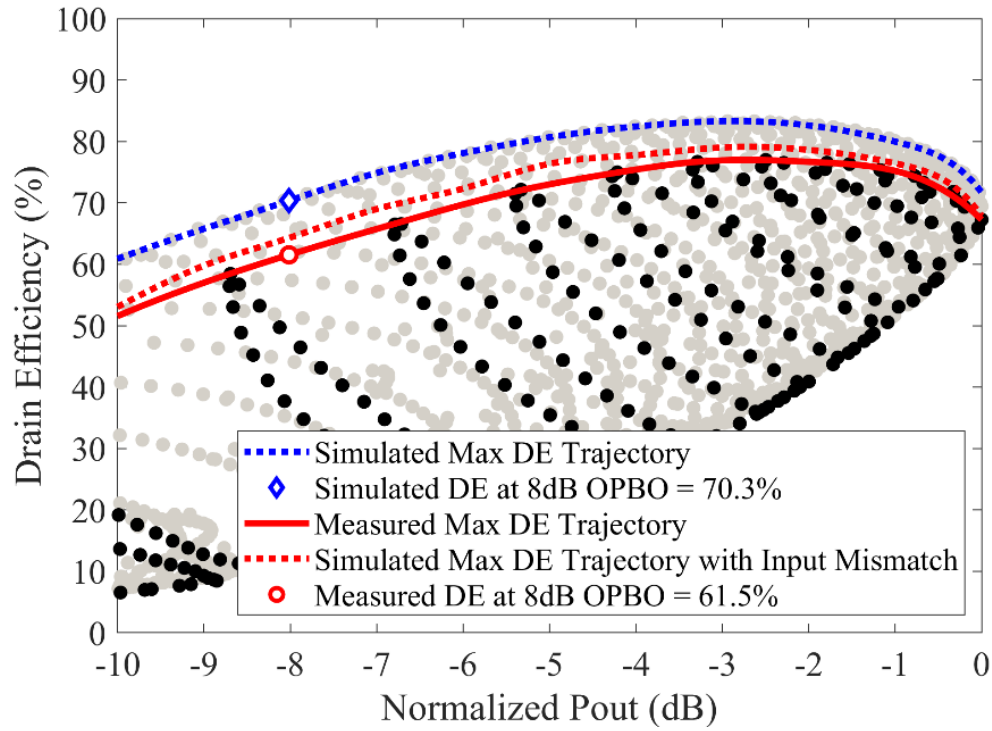 100
90
80
70
60
50
40
30
20
10
0
Drain Efficiency (%)
Simulated Max DE Trajectory
Simulated DE at 8dB OPBO = 70.3%
Measured Max DE Trajectory
Simulated Max DE Trajectory with Input Mismatch
Measured DE at 8dB OPBO = 61.5%
-10 -9 -8 -7 -6 -5 -4 -3 -2 -1 0
Normalized Pout (dB)